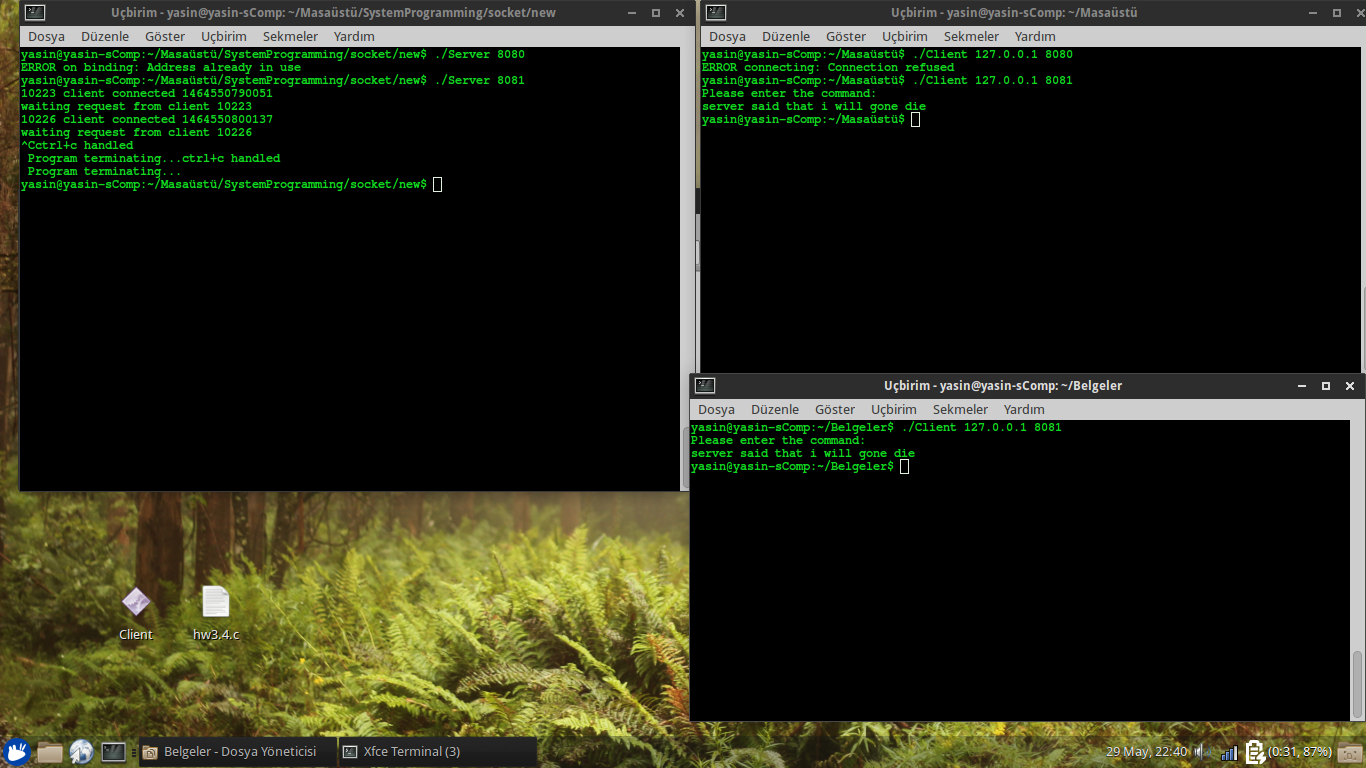 Uçbirim - yasin@yasin-sComp: ~/Masaüstü/SystemProgramming/socket/new
Dosya Düzenle Göster Uçbirim Sekmeler Yardım
yasin@yasin-sComp:~/Masaüstü/SystemProgramming/socket/new$ ./Server 8080
ERROR on binding: Address already in use
yasin@yasin-sComp:~/Masaüstü/SystemProgramming/socket/new$ ./Server 8081
10223 client connected 1464550790051
waiting request from client 10223
10226 client connected 1464550800137
waiting request from client 10226
^Cctrl+c handled
 Program terminating...ctrl+c handled
 Program terminating...
yasin@yasin-sComp:~/Masaüstü/SystemProgramming/socket/new$
Uçbirim - yasin@yasin-sComp: ~/Masaüstü
Dosya Düzenle Göster Uçbirim Sekmeler Yardım
yasin@yasin-sComp:~/Masaüstü$ ./Client 127.0.0.1 8080
ERROR connecting: Connection refused
yasin@yasin-sComp:~/Masaüstü$ ./Client 127.0.0.1 8081
Please enter the command:
server said that i will gone die
yasin@yasin-sComp:~/Masaüstü$
Uçbirim - yasin@yasin-sComp: ~/Belgeler
Dosya Düzenle Göster Uçbirim Sekmeler Yardım
yasin@yasin-sComp:~/Belgeler$ ./Client 127.0.0.1 8081
Please enter the command:
server said that i will gone die
yasin@yasin-sComp:~/Belgeler$
Client
hw3.4.c
Belgeler - Dosya Yöneticisi
Xfce Terminal (3)
29 May, 22:40
(0:31, 87%)